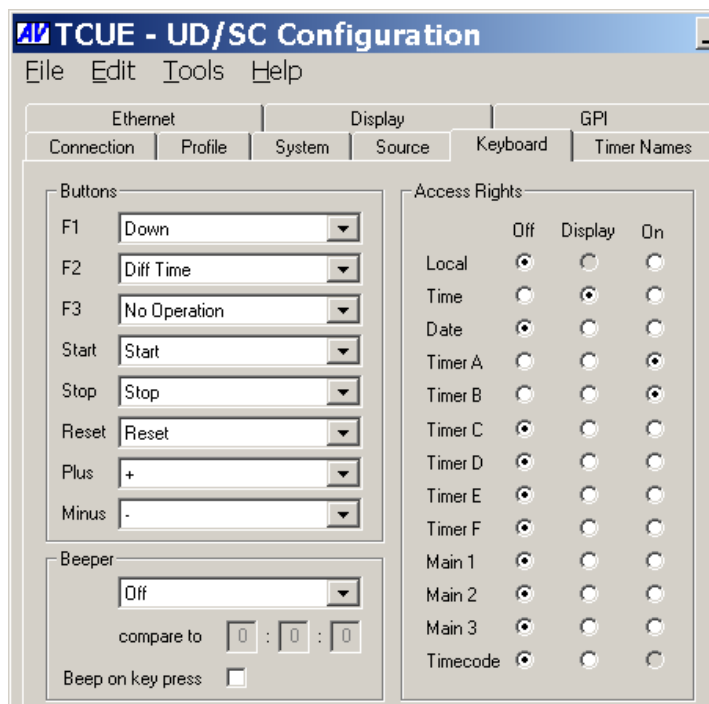 AV TCUE - UD/SC Configuration
File Edit Tools Help
Ethernet Display GPI
Connection Profile System Source Keyboard Timer Names
Buttons
F1 Down
F2 Diff Time
F3 No Operation
Start Start
Stop Stop
Reset Reset
Plus +
Minus -
Beeper
Off
compare to 0 : 0 : 0
Beep on key press
Access Rights
Off Display On
Local
Time
Date
Timer A
Timer B
Timer C
Timer D
Timer E
Timer F
Main 1
Main 2
Main 3
Timecode